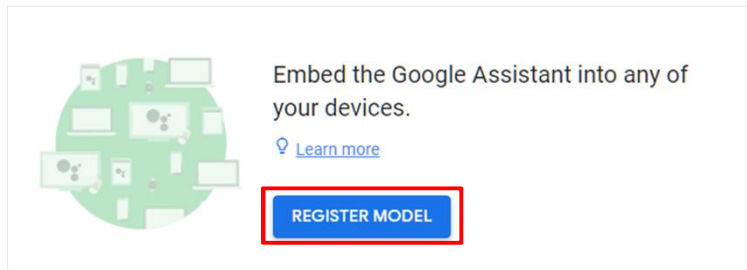 Embed the Google Assistant into any of
your devices.
Learn more
REGISTER MODEL